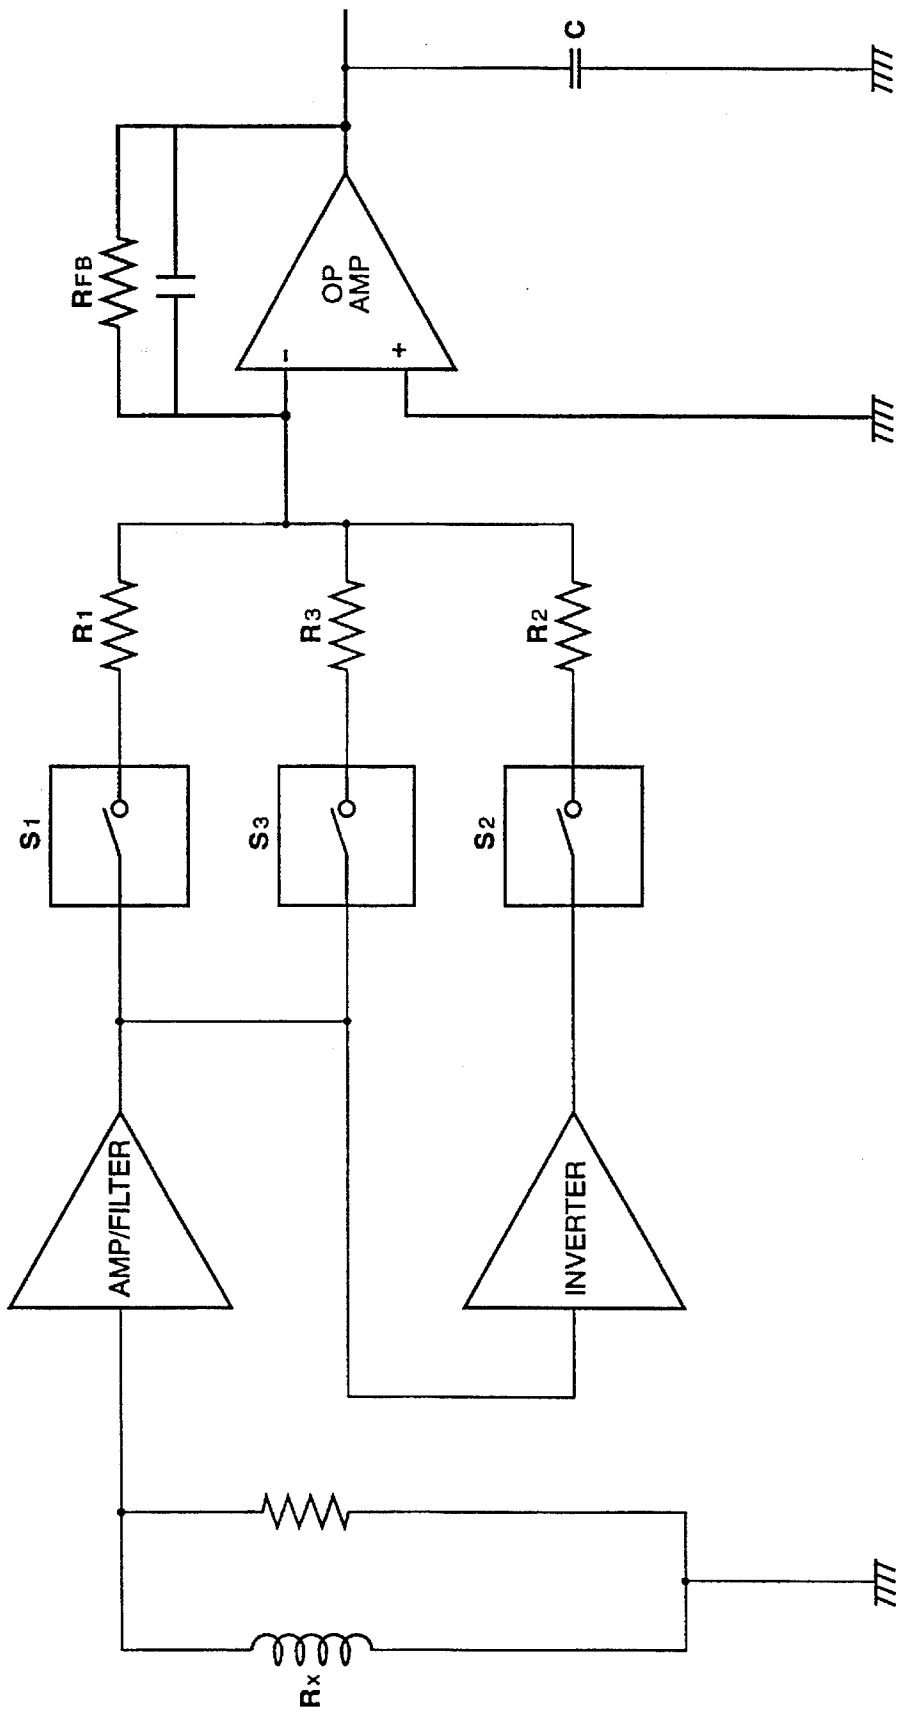 RFB
C
OP
AMP
-
+
R1
R3
R2
S1
S3
S2
AMP/FILTER
INVERTER
Rx